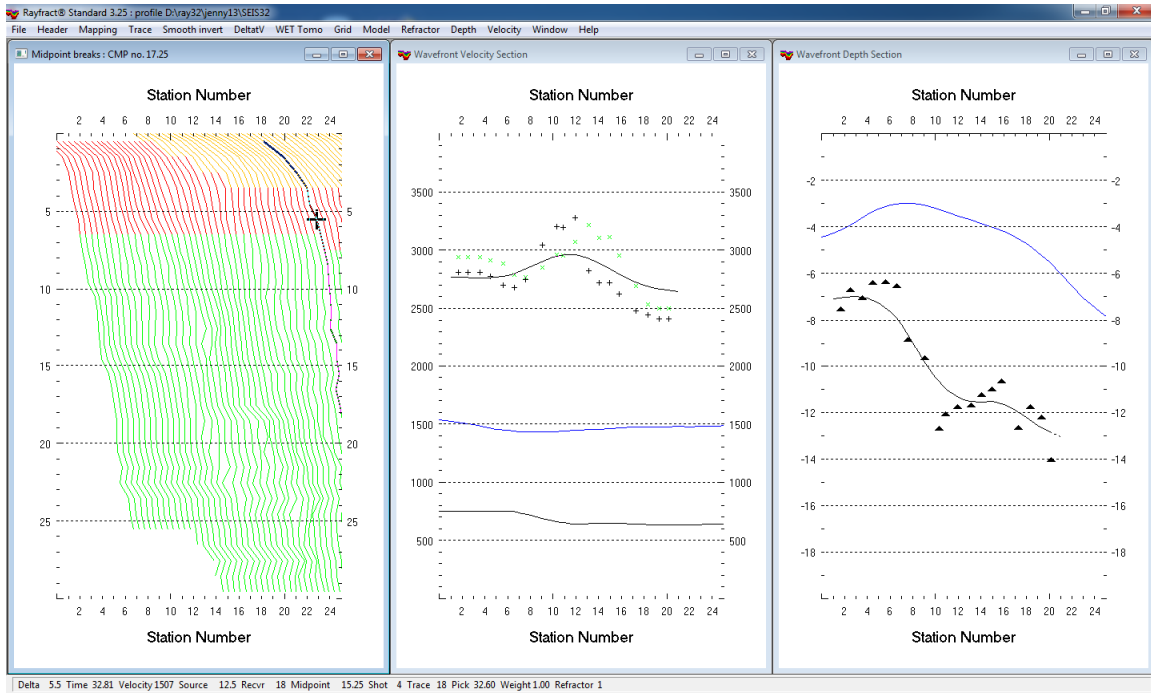 Rayfract® Standard 3.25 : profile D:\ray32\jenny13\SEIS32
File Header Mapping Trace Smooth invert DeltatV WET Tomo Grid Model Refractor Depth Velocity Window Help
Midpoint breaks : CMP no. 17.25
Station Number
2 4 6 8 10 12 14 16 18 20 22 24
5 5
10 10
15 15
20 20
25 25
2 4 6 8 10 12 14 16 18 20 22 24
Station Number
Wavefront Velocity Section
Station Number
2 4 6 8 10 12 14 16 18 20 22 24
3500 3500
3000 3000
2500 2500
2000 2000
1500 1500
1000 1000
500 500
2 4 6 8 10 12 14 16 18 20 22 24
Station Number
Wavefront Depth Section
Station Number
2 4 6 8 10 12 14 16 18 20 22 24
-2 -2
-4 -4
-6 -6
-8 -8
-10 -10
-12 -12
-14 -14
-16 -16
-18 -18
2 4 6 8 10 12 14 16 18 20 22 24
Station Number
Delta 5.5 Time 32.81 Velocity 1507 Source 12.5 Recvr 18 Midpoint 15.25 Shot 4 Trace 18 Pick 32.60 Weight 1.00 Refractor 1